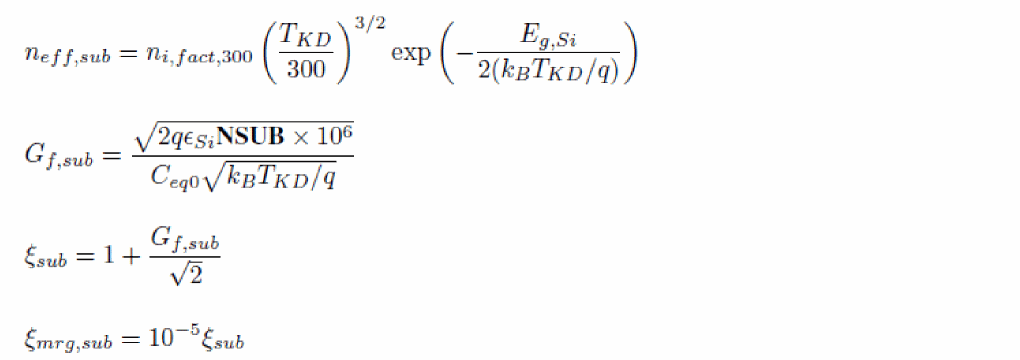 $n_{eff,sub} = n_{i,fact,300} \left( \frac{T_{KD}}{300} \right)^{3/2} \exp \left( -\frac{E_{g,Si}}{2(k_B T_{KD}/q)} \right)$
$G_{f,sub} = \frac{\sqrt{2q\epsilon_{Si} \mathbf{NSUB} \times 10^6}}{C_{eq0} \sqrt{k_B T_{KD}/q}}$
$\xi_{sub} = 1 + \frac{G_{f,sub}}{\sqrt{2}}$
$\xi_{mrg,sub} = 10^{-5} \xi_{sub}$